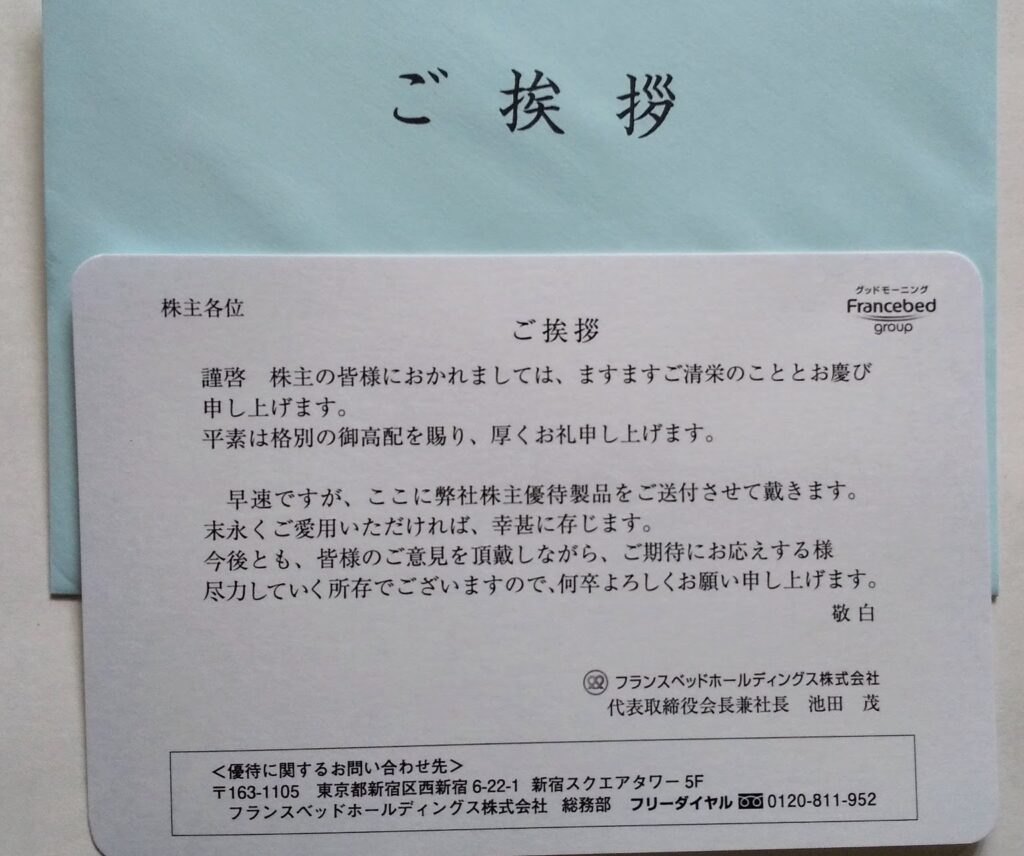 ご挨拶
株主各位
グッドモーニング
Francebed
group
ご挨拶
謹啓　株主の皆様におかれましては、ますますご清栄のこととお慶び
申し上げます。
平素は格別の御高配を賜り、厚くお礼申し上げます。
早速ですが、ここに弊社株主優待製品をご送付させて戴きます。
末永くご愛用いただければ、幸甚に存じます。
今後とも、皆様のご意見を頂戴しながら、ご期待にお応えする様
尽力していく所存でございますので、何卒よろしくお願い申し上げます。
敬白
フランスベッドホールディングス株式会社
代表取締役会長兼社長　池田　茂
＜優待に関するお問い合わせ先＞
〒163-1105　東京都新宿区西新宿6-22-1 新宿スクエアタワー5F
フランスベッドホールディングス株式会社　総務部　フリーダイヤル 0120-811-952